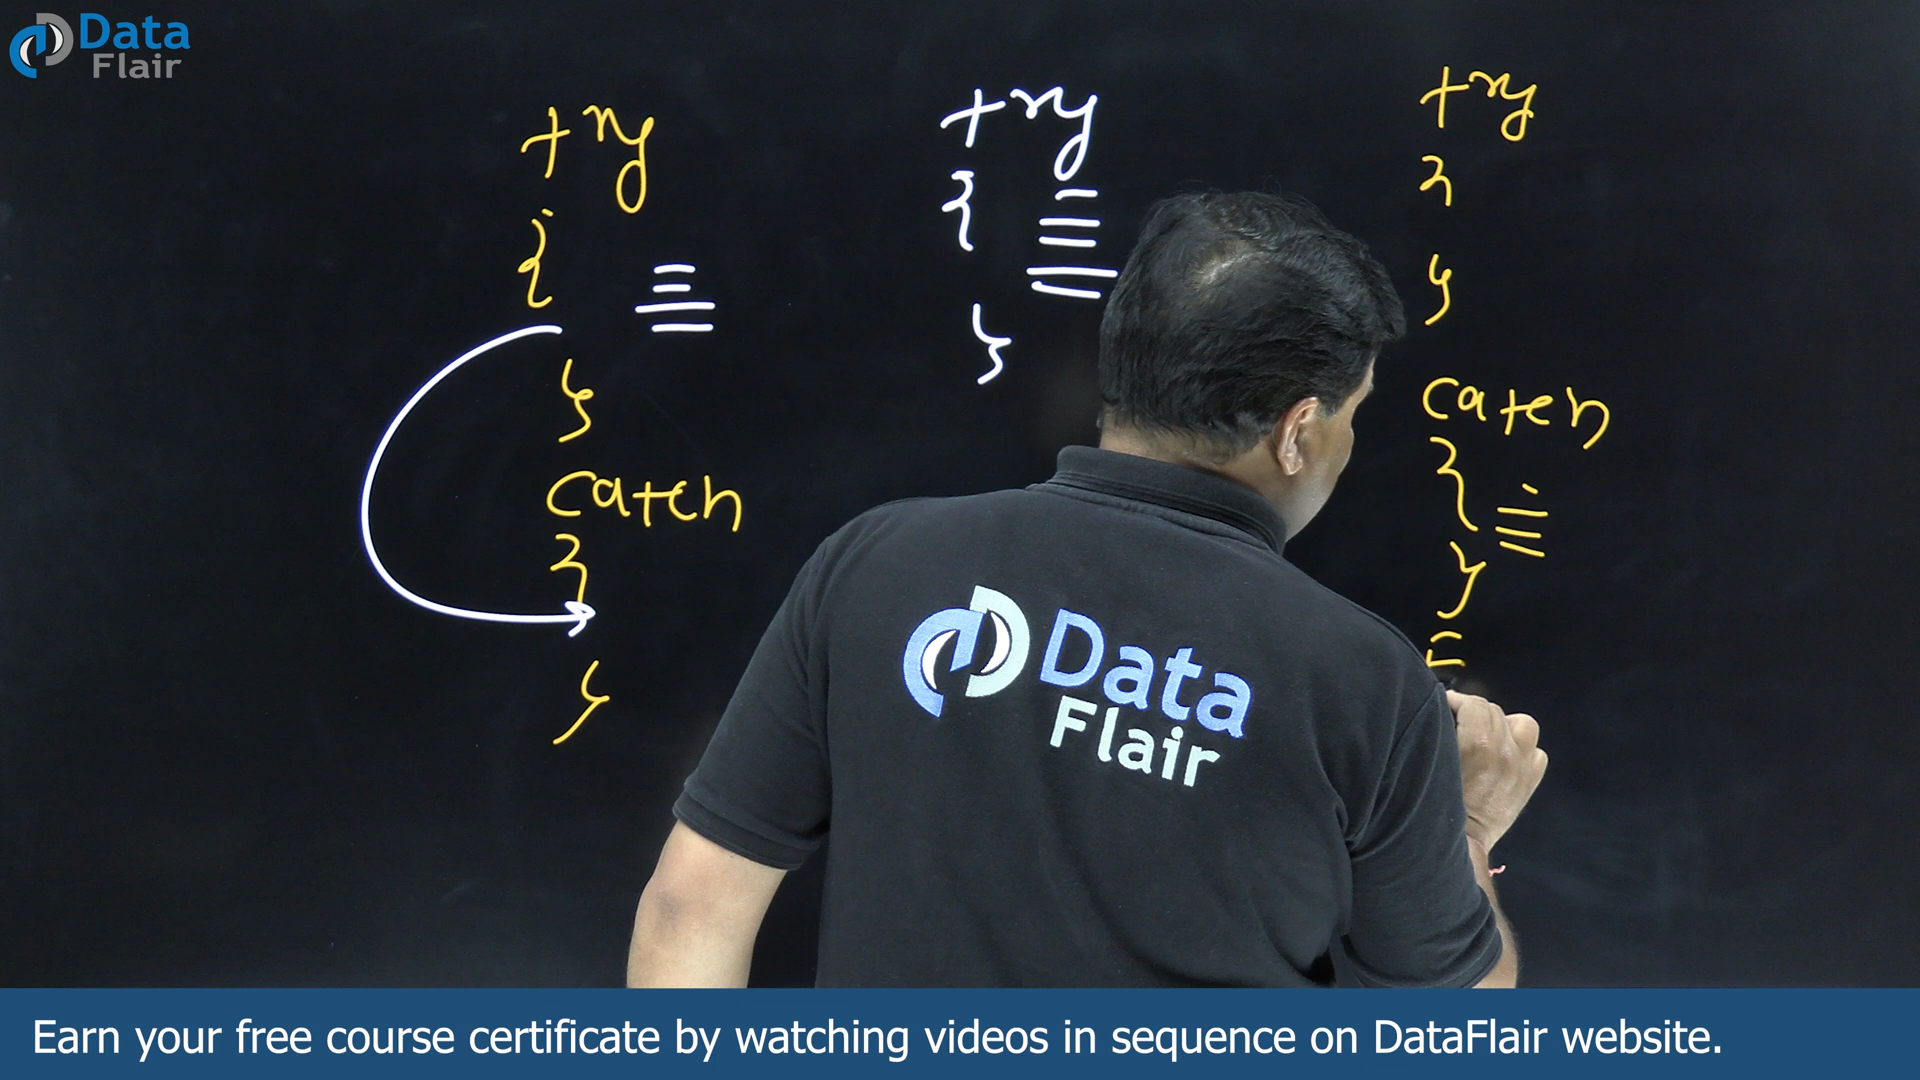 Data
Flair
try
{
}
catch
{
}
try
{
}
try
{
}
catch
{
}
F
Data
Flair
Earn your free course certificate by watching videos in sequence on DataFlair website.